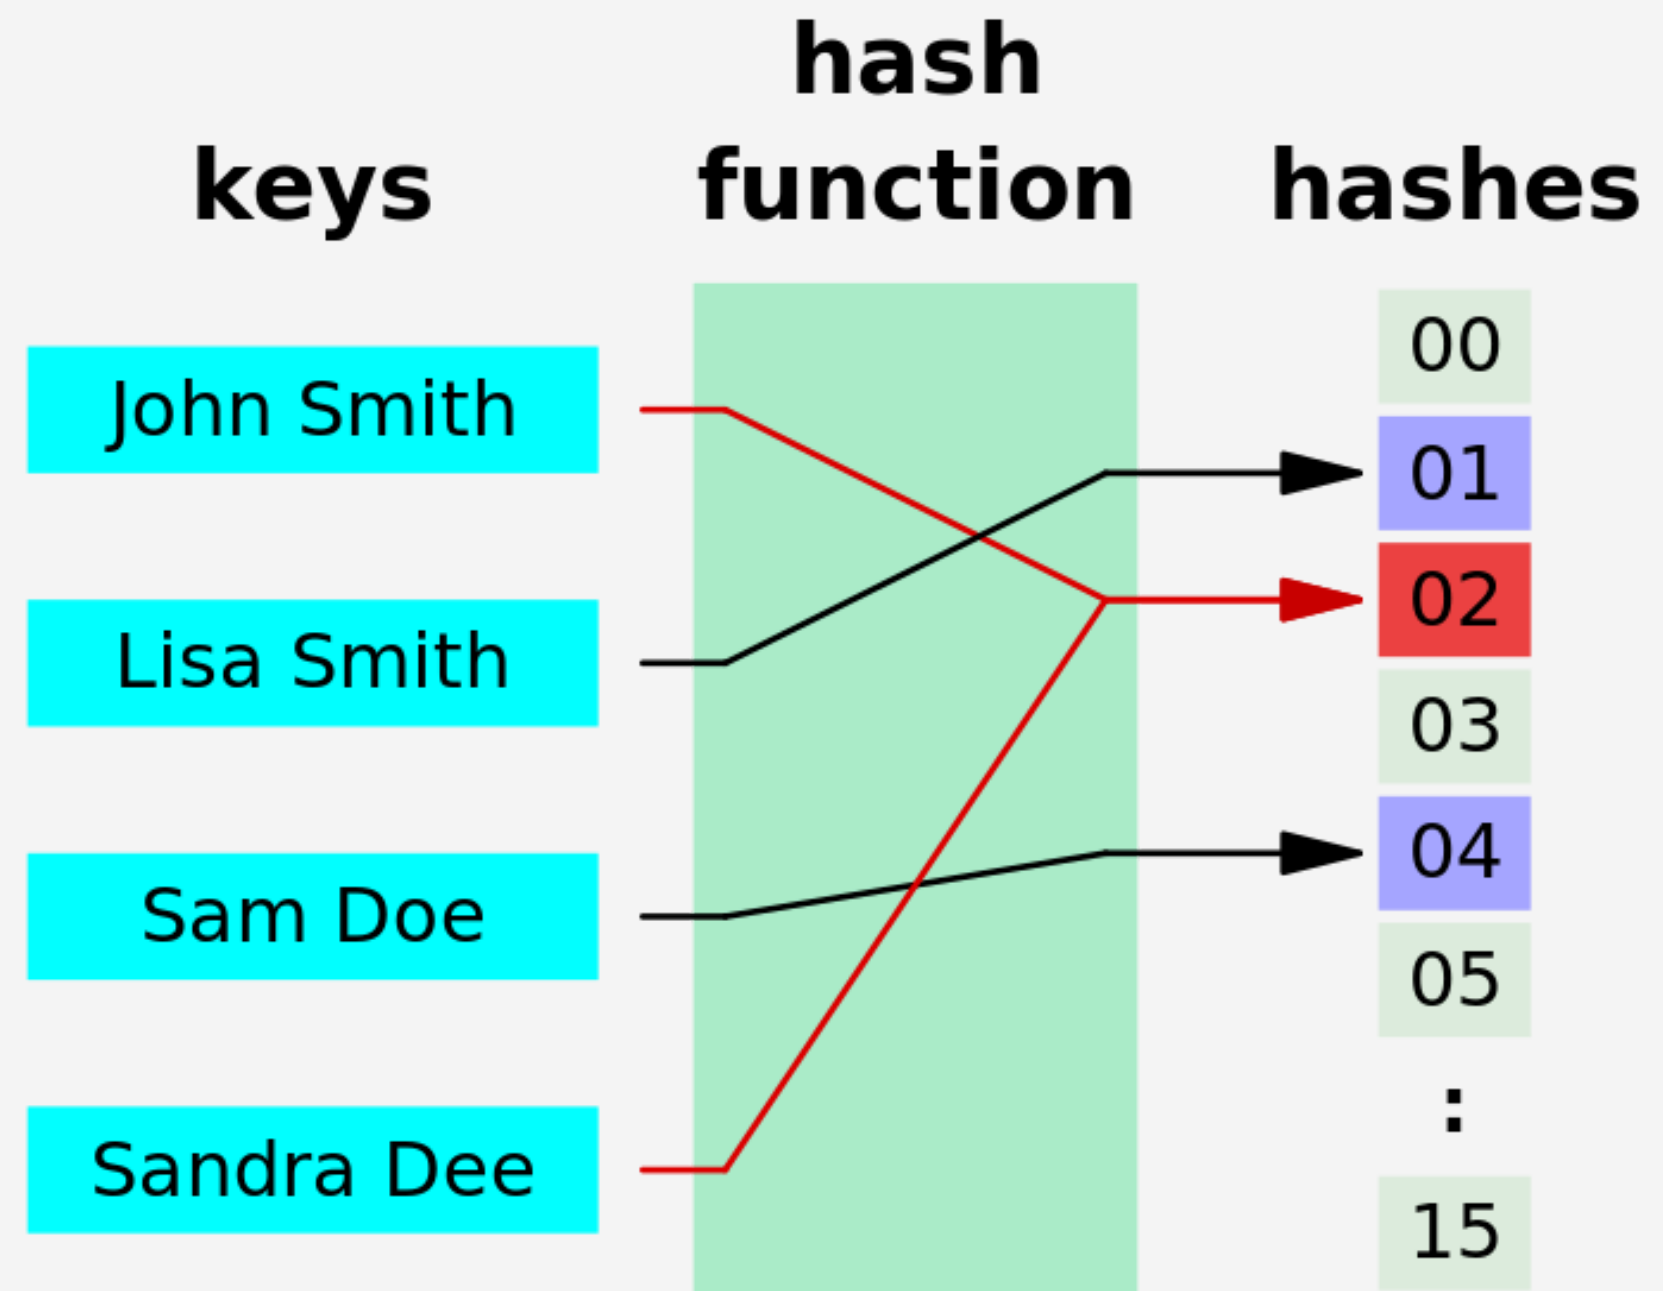 keys
hash
function
hashes
John Smith
Lisa Smith
Sam Doe
Sandra Dee
00
01
02
03
04
05
:
15